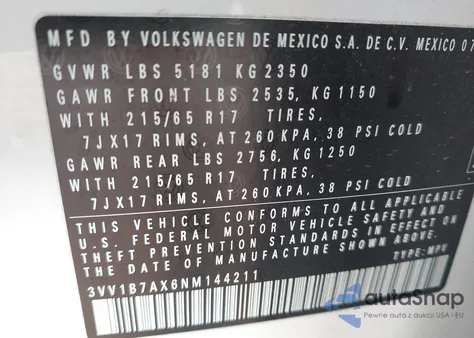 MFD BY VOLKSWAGEN DE MEXICO S.A. DE C.V. MEXICO 07
GVWR LBS 5,181 KG 2350
GAWR FRONT LBS 2535, KG 1150
WITH 215/65 R17 TIRES,
7JX17 RIMS, AT 260 KPA, 38 PSI COLD
GAWR REAR LBS 2756, KG 1250
WITH 215/65 R17 TIRES,
7JX17 RIMS, AT 260 KPA, 38 PSI COLD
THIS VEHICLE CONFORMS TO ALL APPLICABLE
U.S. FEDERAL MOTOR VEHICLE SAFETY AND
THEFT PREVENTION STANDARDS IN EFFECT ON
THE DATE OF MANUFACTURE SHOWN ABOVE.
3VV1B7AX6NM144211 TYPE: MPV
autoSnap
Pewne auta z aukcji USA i EU